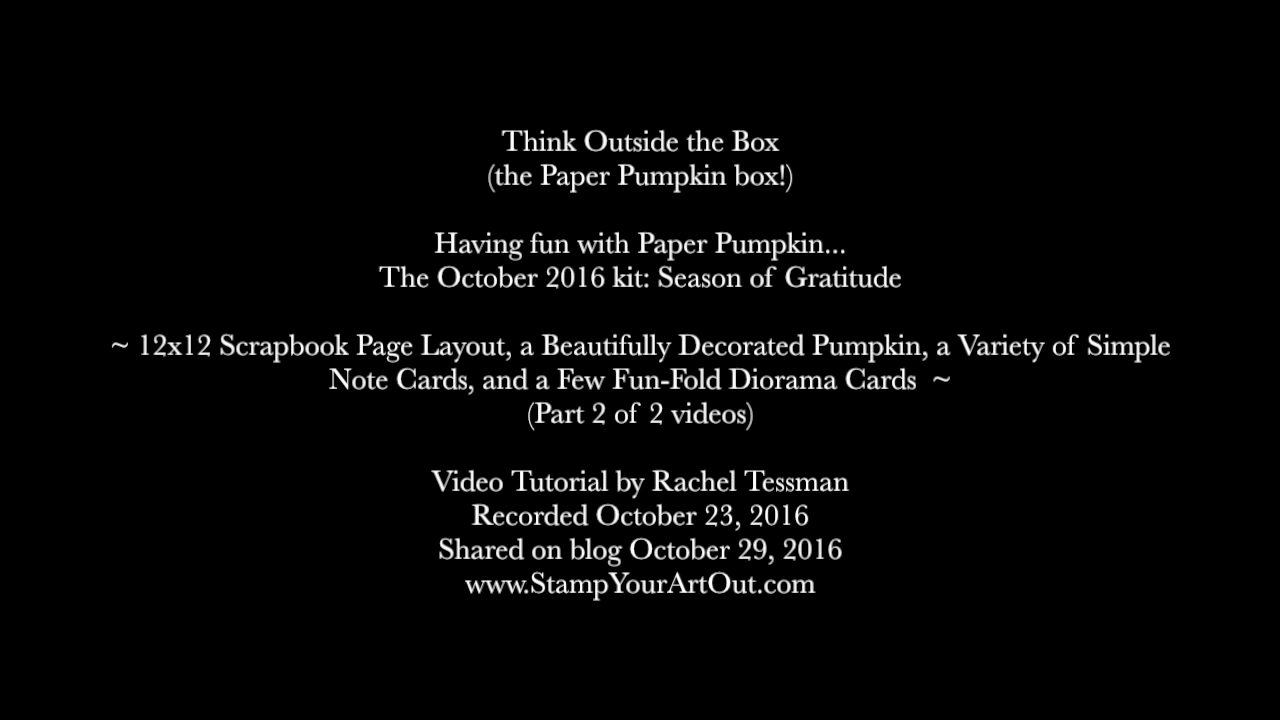 Think Outside the Box
(the Paper Pumpkin box!)
Having fun with Paper Pumpkin...
The October 2016 kit: Season of Gratitude
~ 12x12 Scrapbook Page Layout, a Beautifully Decorated Pumpkin, a Variety of Simple
Note Cards, and a Few Fun-Fold Diorama Cards ~
(Part 2 of 2 videos)
Video Tutorial by Rachel Tessman
Recorded October 23, 2016
Shared on blog October 29, 2016
www.StampYourArtOut.com